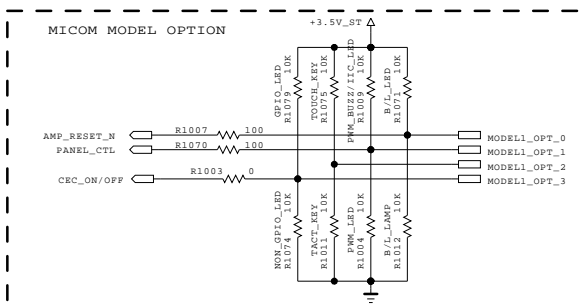 MICOM MODEL OPTION
+3.5V_ST
GPIO_LED
R1079 10K
TOUCH_KEY
R1075 10K
PWM_BUZZ/IIC_LED
R1009 10K
B/L_LED
R1071 10K
AMP_RESET_N
R1007 100
MODEL1_OPT_0
PANEL_CTL
R1070 100
MODEL1_OPT_1
MODEL1_OPT_2
CEC_ON/OFF
R1003 0
MODEL1_OPT_3
NON_GPIO_LED
R1074 10K
TACT_KEY
R1011 10K
PWM_LED
R1004 10K
B/L_LAMP
R1012 10K